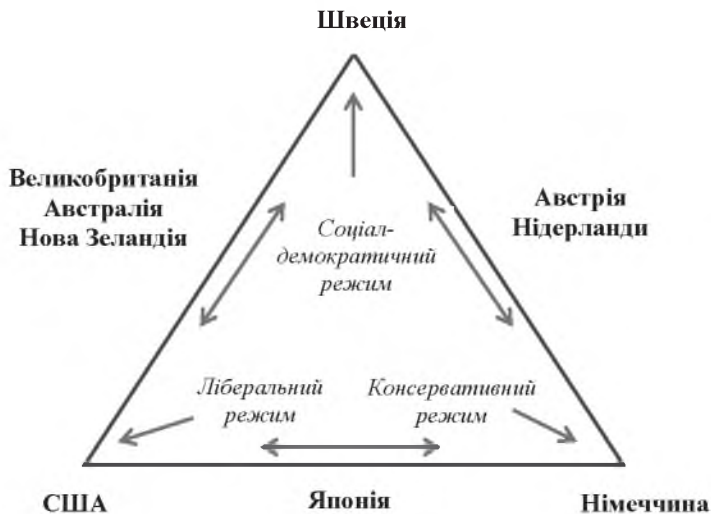 Швеція
Великобританія
Австралія
Нова Зеландія
Австрія
Нідерланди
Соціал-
демократичний
режим
Ліберальний
режим
Консервативний
режим
США
Японія
Німеччина